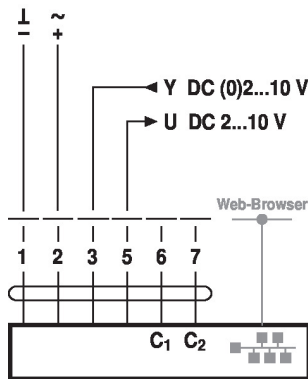 ⊥ ~
− +
Y DC (0)2...10 V
U DC 2...10 V
Web-Browser
1 2 3 5 6 7
C₁ C₂